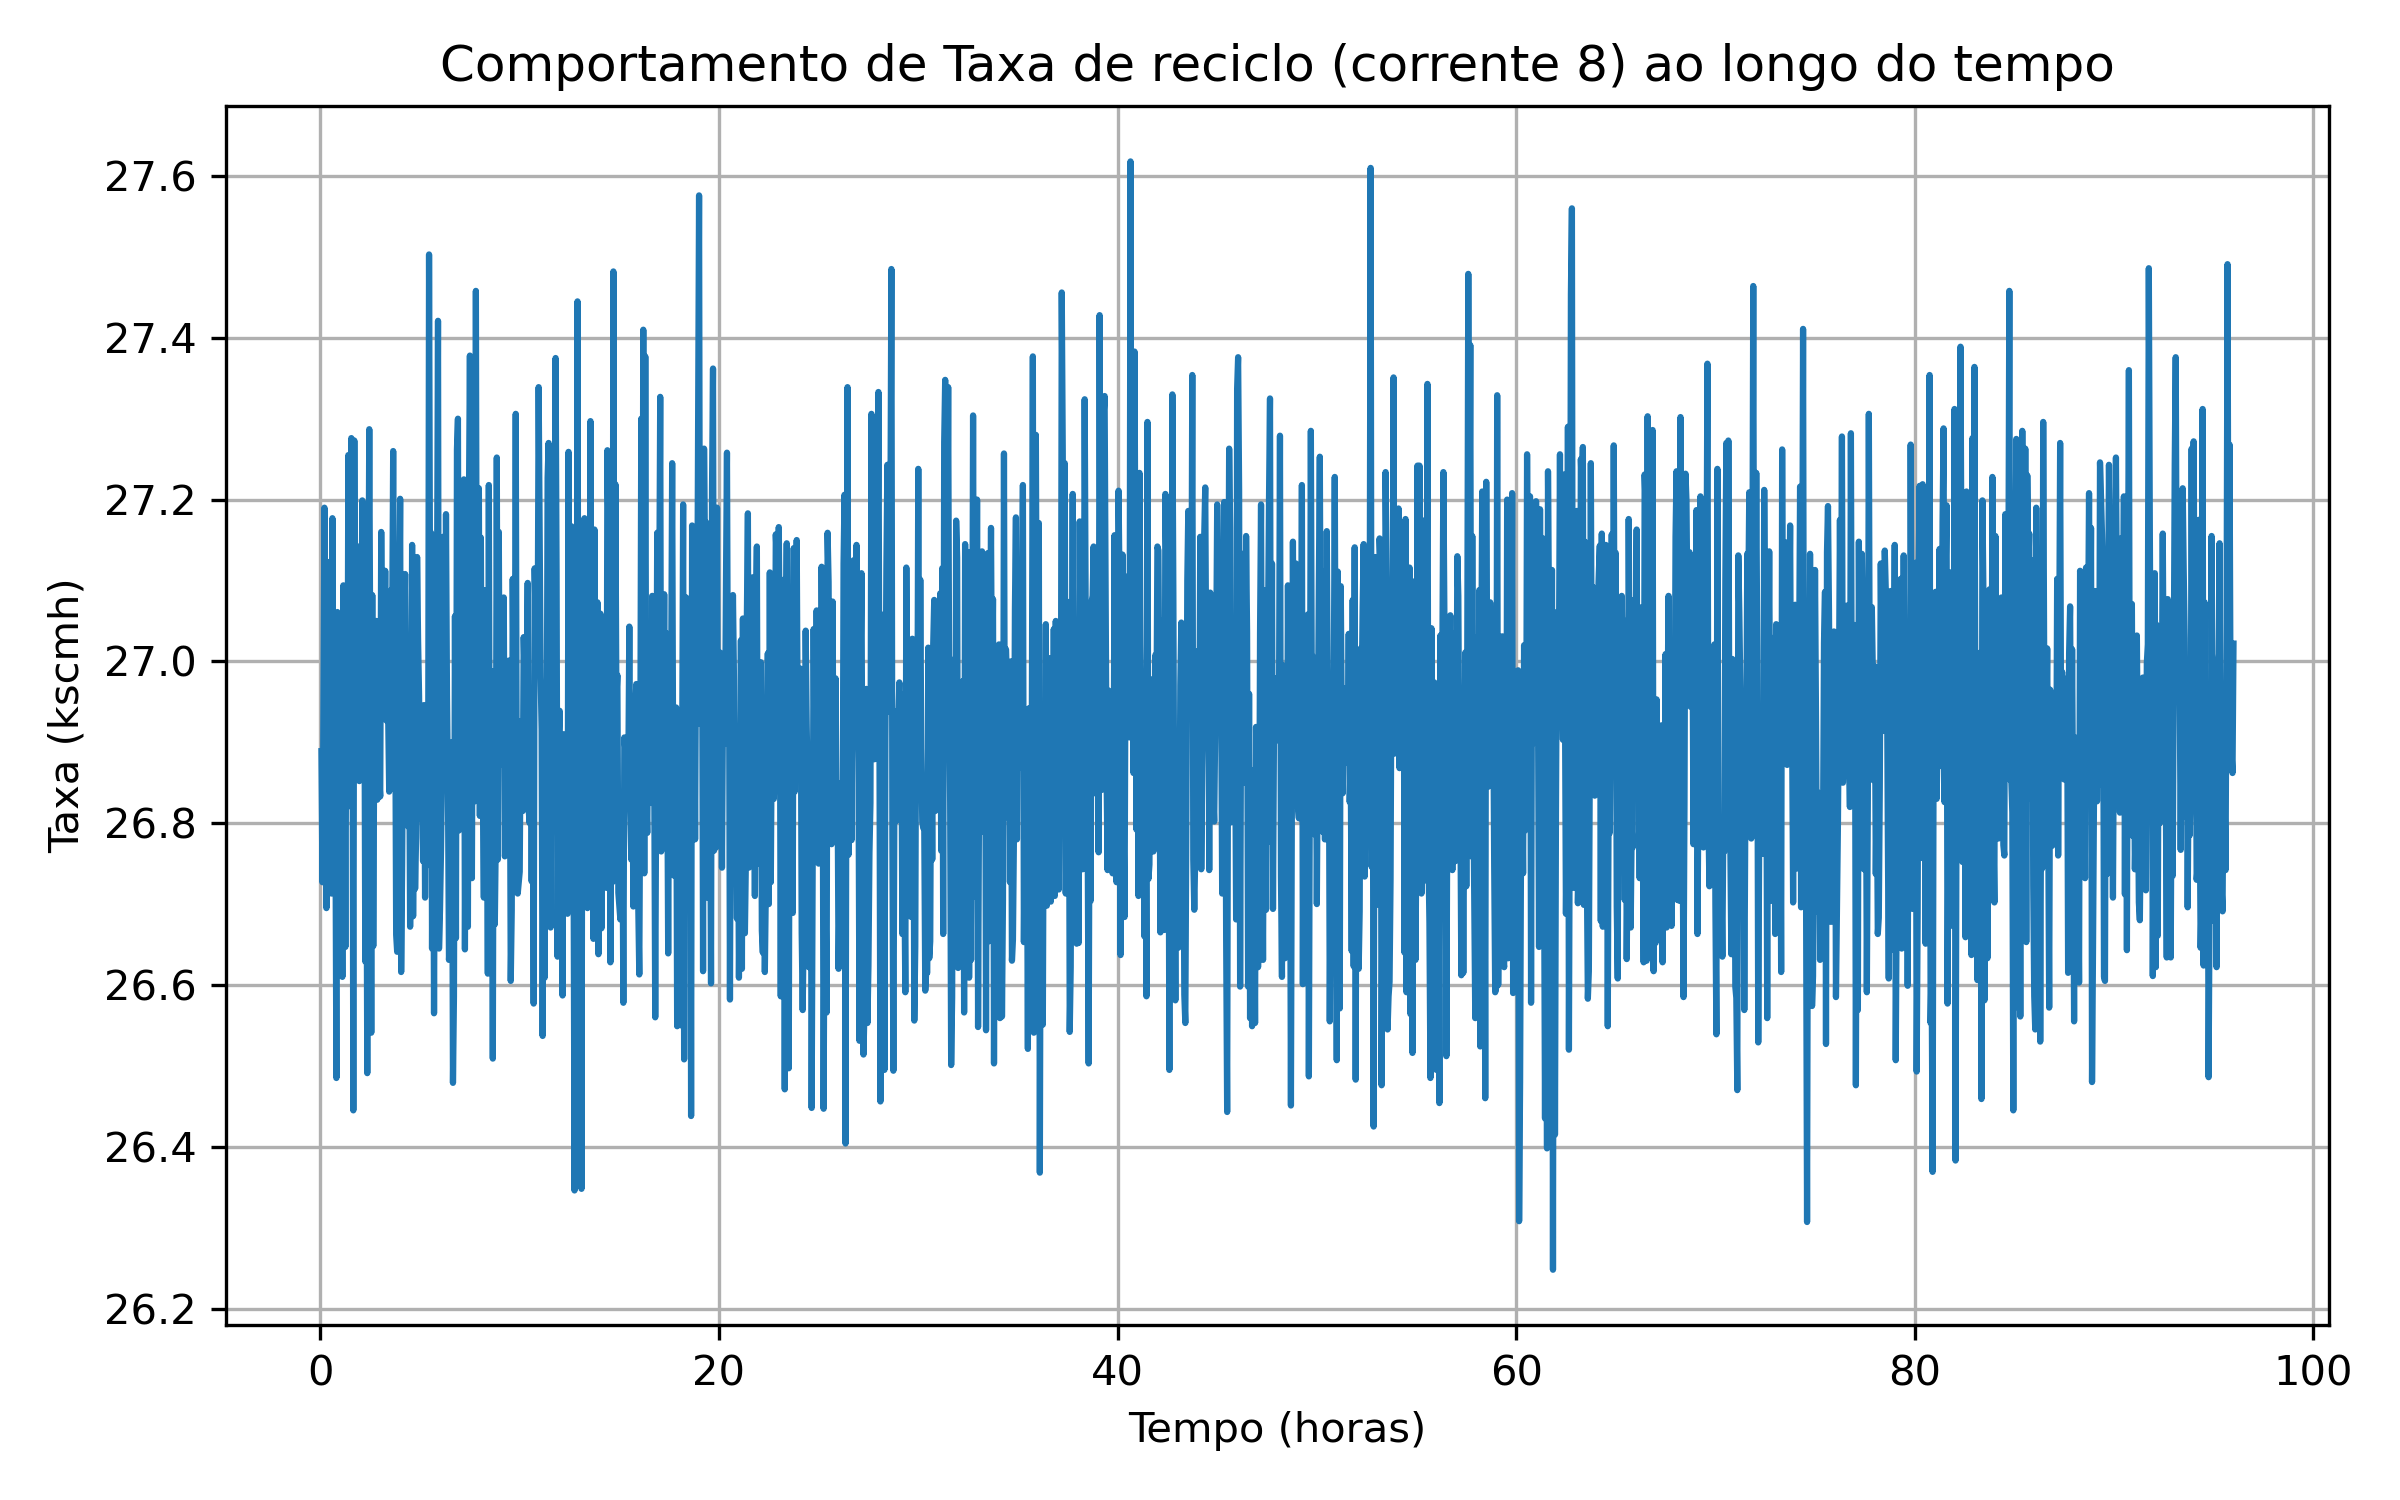 Comportamento de Taxa de reciclo (corrente 8) ao longo do tempo
Taxa (kscmh)
27.6
27.4
27.2
27.0
26.8
26.6
26.4
26.2
0 20 40 60 80 100
Tempo (horas)